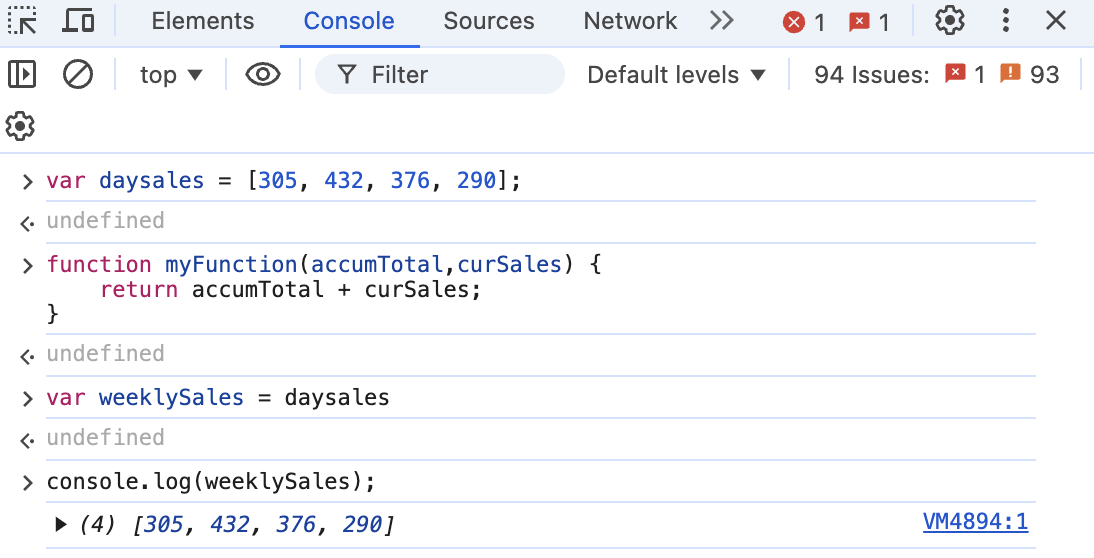 Elements Console Sources Network 1 1
top Filter Default levels 94 Issues: 1 93
var daysales = [305, 432, 376, 290];
undefined
function myFunction(accumTotal,curSales) {
    return accumTotal + curSales;
}
undefined
var weeklySales = daysales
undefined
console.log(weeklySales);
(4) [305, 432, 376, 290] VM4894:1